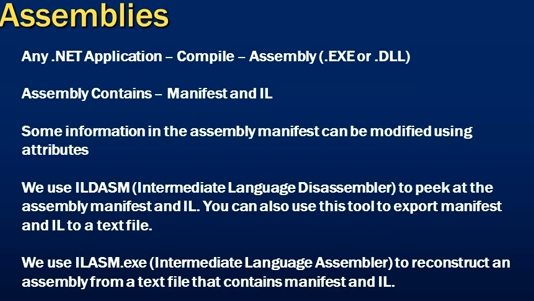 Assemblies
Any .NET Application – Compile – Assembly (.EXE or .DLL)
Assembly Contains – Manifest and IL
Some information in the assembly manifest can be modified using
attributes
We use ILDASM (Intermediate Language Disassembler) to peek at the
assembly manifest and IL. You can also use this tool to export manifest
and IL to a text file.
We use ILASM.exe (Intermediate Language Assembler) to reconstruct an
assembly from a text file that contains manifest and IL.